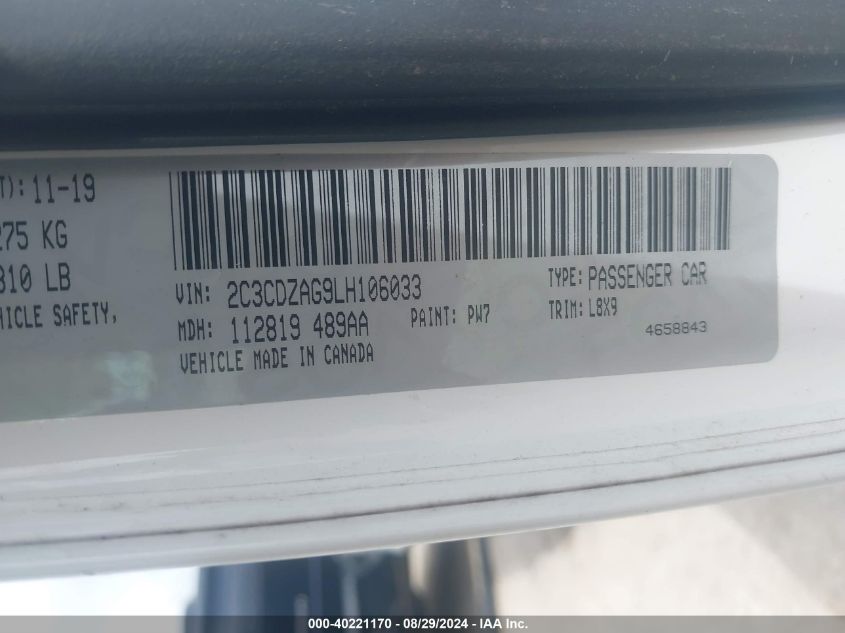 T): 11-19
275 KG
310 LB
HICLE SAFETY,
VIN: 2C3CDZAG9LH106033
TYPE: PASSENGER CAR
MDH: 112819 489AA
PAINT: PW7
TRIM: L8X9
VEHICLE MADE IN CANADA
4658843
000-40221170 - 08/29/2024 - IAA Inc.